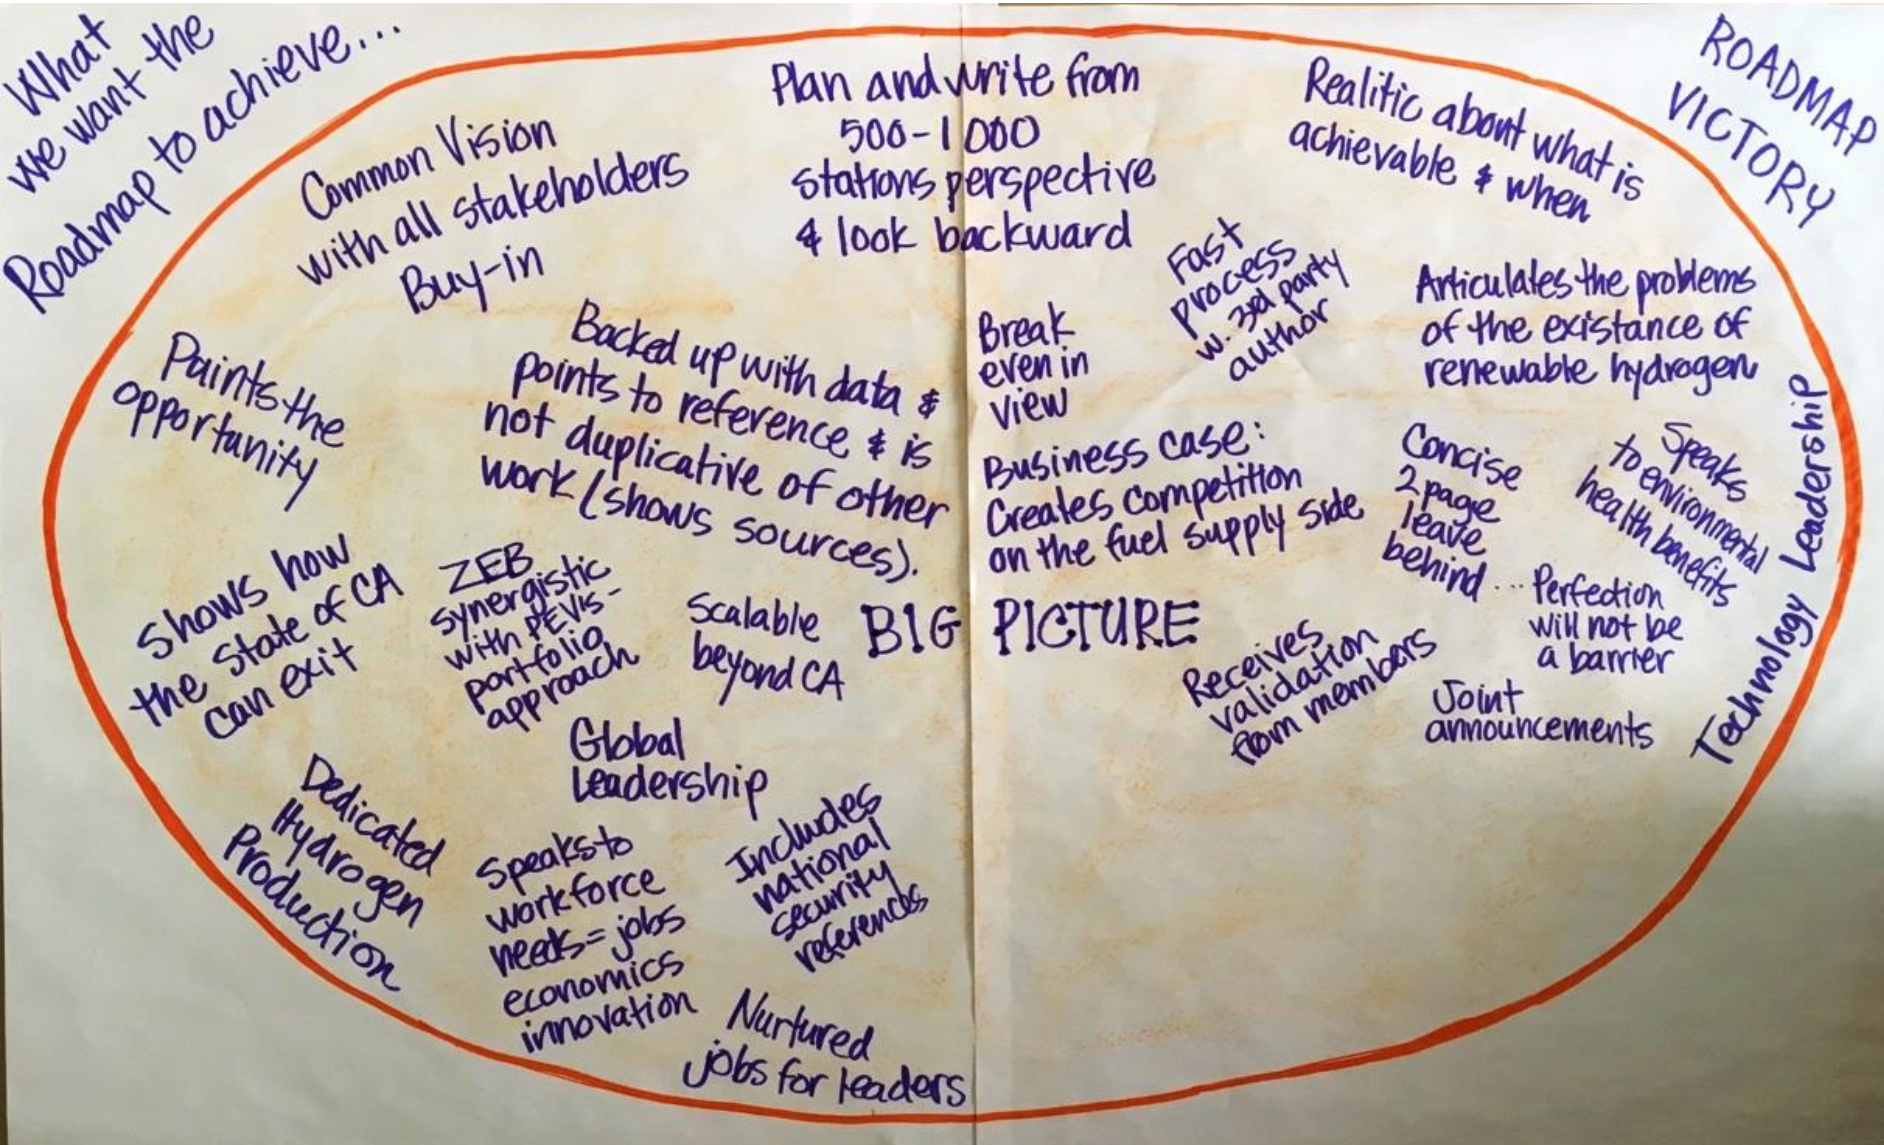 What
we want the
Roadmap to achieve...
ROADMAP
VICTORY
Common Vision
with all stakeholders
Buy-in
Plan and write from
500-1000
stations perspective
& look backward
Realitic about what is
achievable & when
Fast
process
w. 3rd party
author
Articulates the problems
of the existance of
renewable hydrogen
Paints the
opportunity
Backed up with data &
points to reference & is
not duplicative of other
work (shows sources).
Break
even in
view
Business case:
Creates competition
on the fuel supply side
Concise
2 page
leave
behind...
Speaks
to environmental
health benefits
Technology Leadership
Shows how
the State of CA
can exit
ZEB
synergistic
with PEVIs-
portfolio
approach
Scalable
beyond CA
BIG PICTURE
Receives
validation
from members
Perfection
will not be
a barrier
Joint
announcements
Global
Leadership
Dedicated
Hydrogen
Production
Speaks to
workforce
needs = jobs
economics
innovation
Includes
national
security
references
Nurtured
jobs for leaders